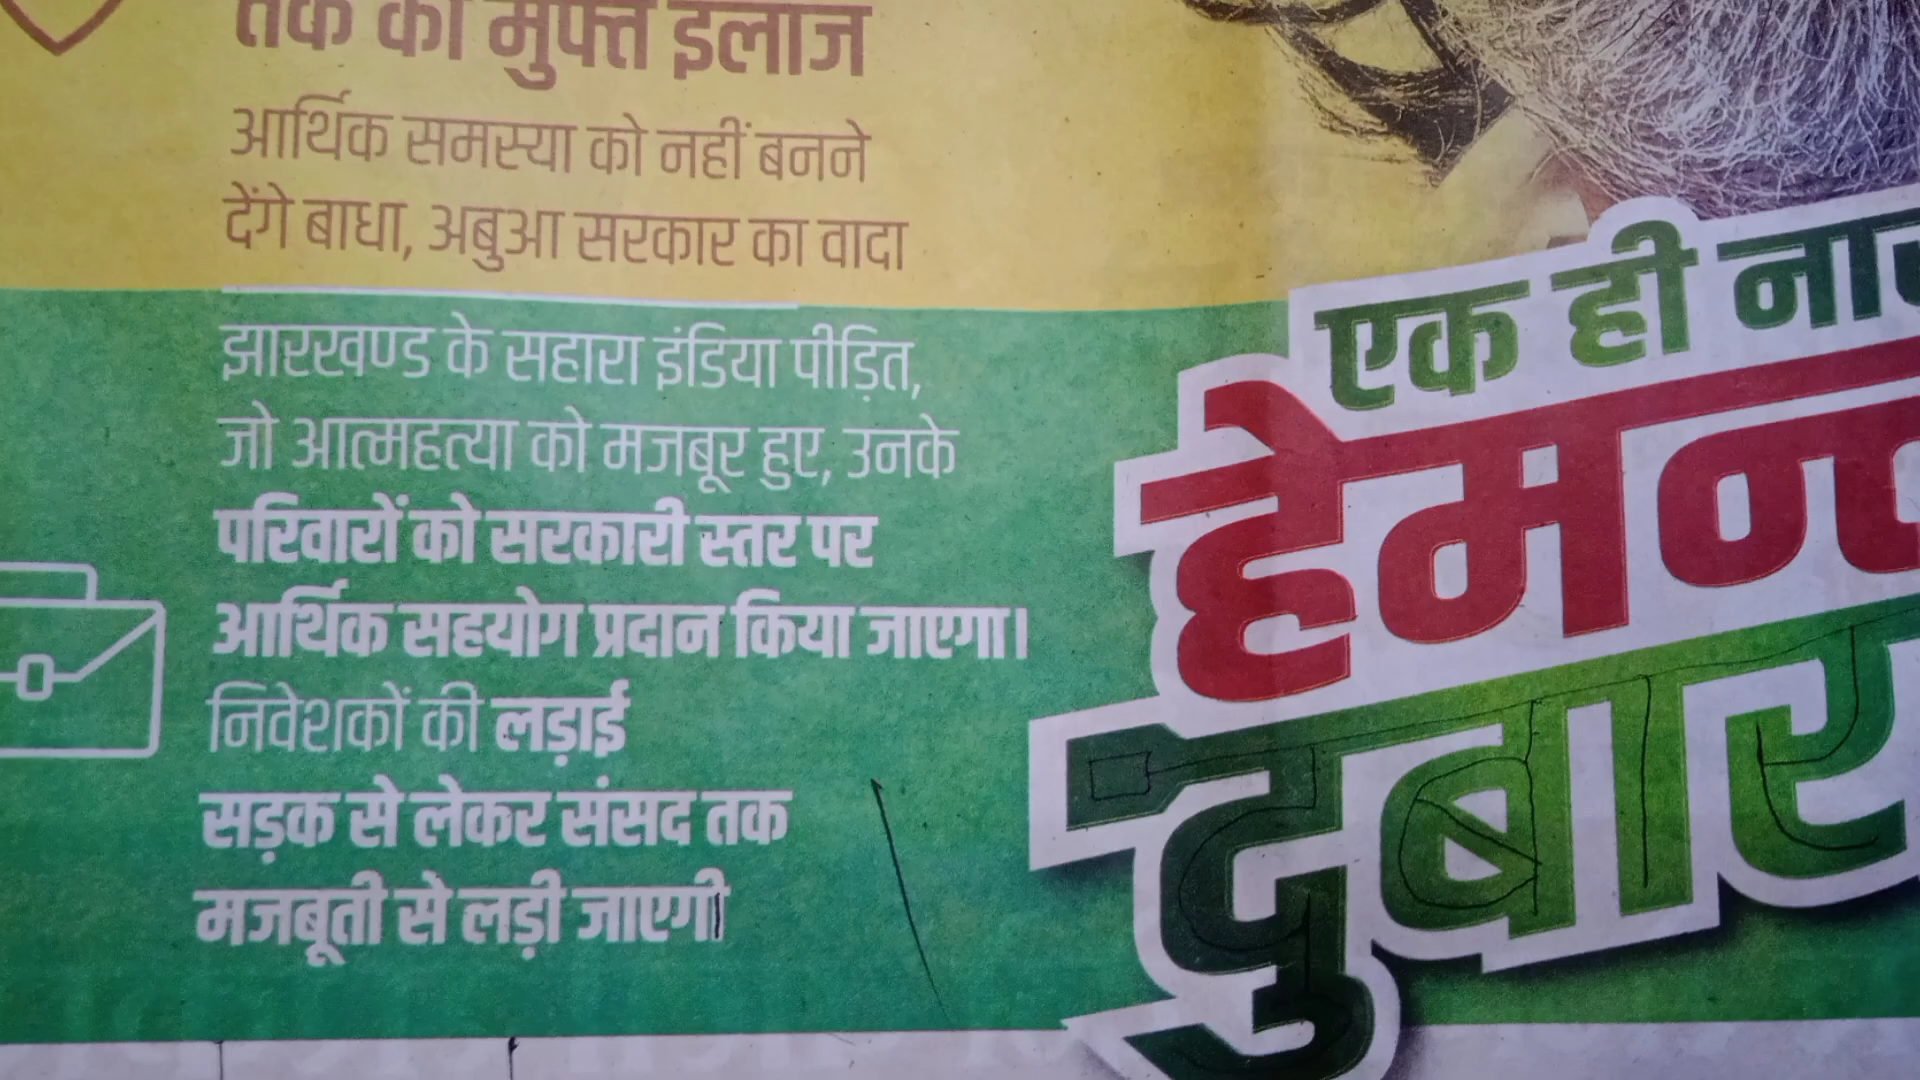 तक का मुफ्त इलाज
आर्थिक समस्या को नहीं बनने
देंगे बाधा, अबुआ सरकार का वादा
झारखण्ड के सहारा इंडिया पीड़ित,
जो आत्महत्या को मजबूर हुए, उनके
परिवारों को सरकारी स्तर पर
आर्थिक सहयोग प्रदान किया जाएगा।
निवेशकों की लड़ाई
सड़क से लेकर संसद तक
मजबूती से लड़ी जाएगी
एक ही